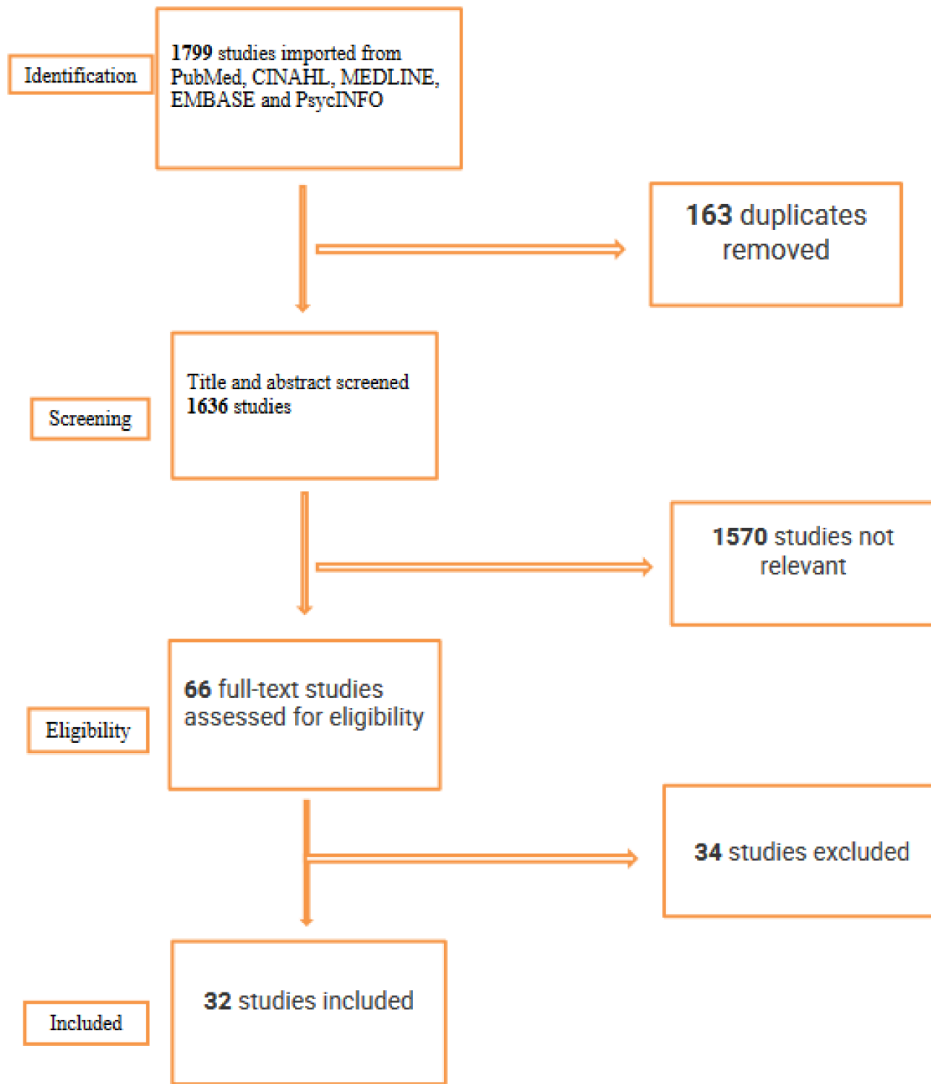 Identification
1799 studies imported from
PubMed, CINAHL, MEDLINE,
EMBASE and PsycINFO
163 duplicates
removed
Screening
Title and abstract screened
1636 studies
1570 studies not
relevant
Eligibility
66 full-text studies
assessed for eligibility
34 studies excluded
Included
32 studies included